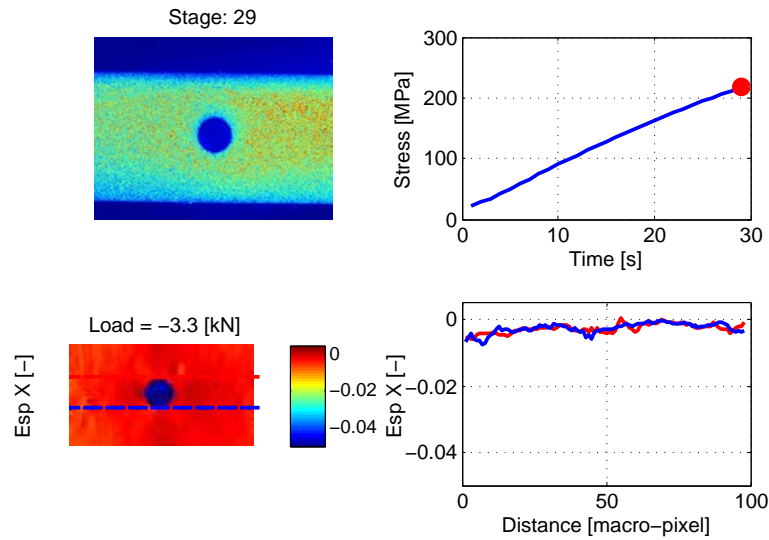 Stage: 29
300
200
100
0
Stress [MPa]
0
10
20
30
Time [s]
Load = −3.3 [kN]
Esp X [−]
0
−0.02
−0.04
Esp X [−]
0
−0.02
−0.04
0
50
100
Distance [macro−pixel]